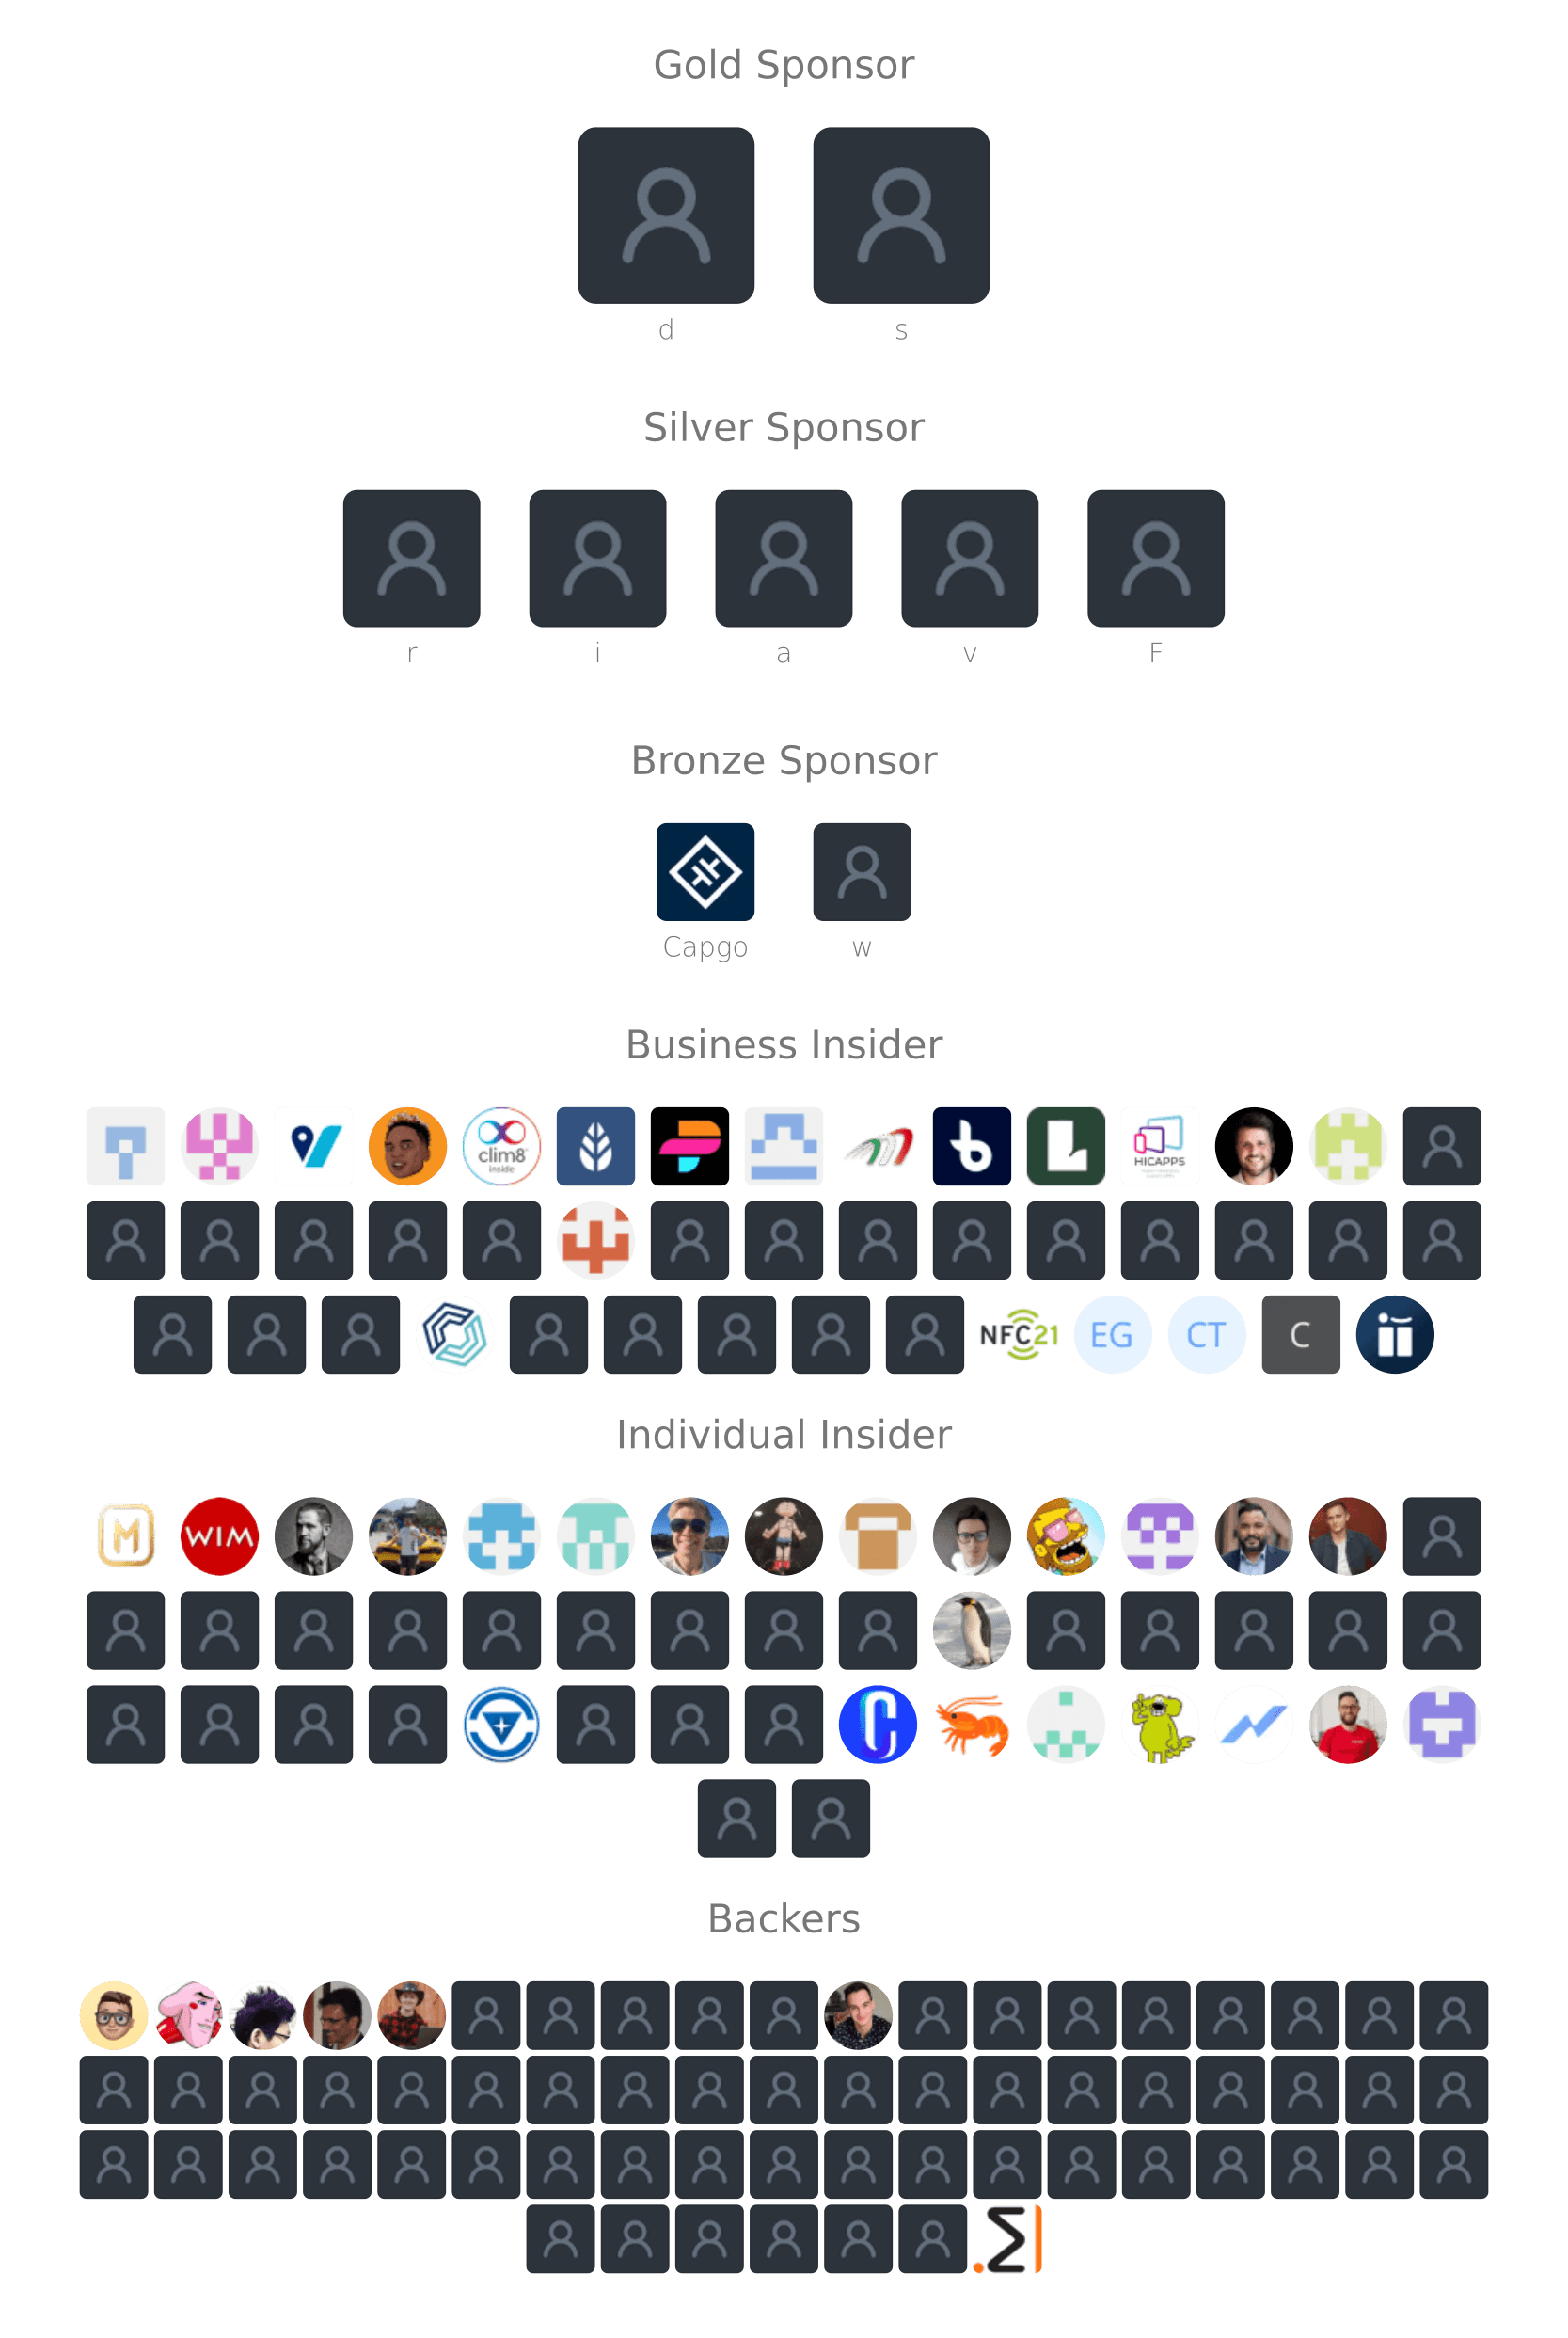 Gold Sponsor
d s
Silver Sponsor
r i a v F
Bronze Sponsor
Capgo w
Business Insider
clim8
inside
HICAPPS
NFC21 EG CT C
Individual Insider
M WIM
Backers